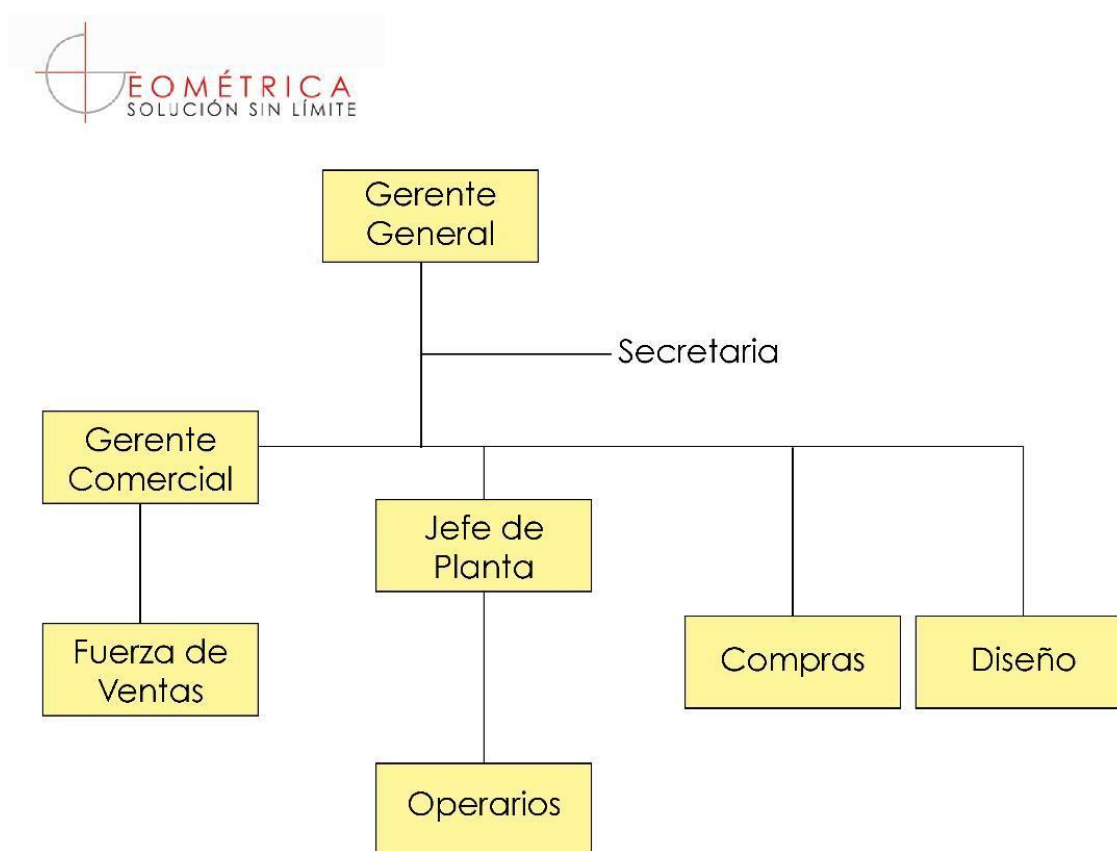 EOMÉTRICA
SOLUCIÓN SIN LÍMITE
Gerente
General
Secretaria
Gerente
Comercial
Jefe de
Planta
Fuerza de
Ventas
Compras
Diseño
Operarios